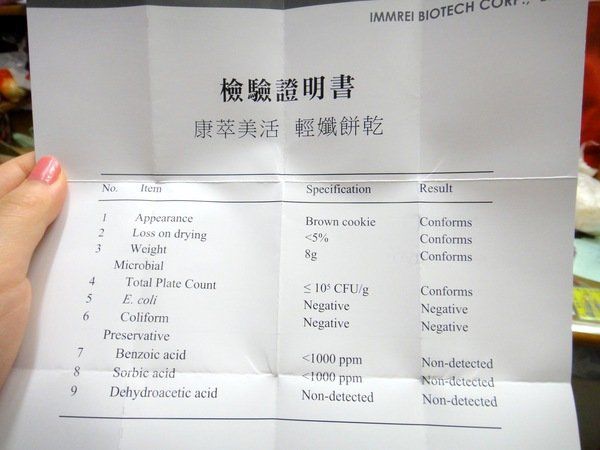 IMMREI BIOTECH CORP.,
檢驗證明書
康萃美活 輕孅餅乾
No. Item Specification Result
1 Appearance Brown cookie Conforms
2 Loss on drying <5% Conforms
3 Weight 8g Conforms
Microbial
4 Total Plate Count ≤ 10⁵ CFU/g Conforms
5 E. coli Negative Negative
6 Coliform Negative Negative
Preservative
7 Benzoic acid <1000 ppm Non-detected
8 Sorbic acid <1000 ppm Non-detected
9 Dehydroacetic acid Non-detected Non-detected